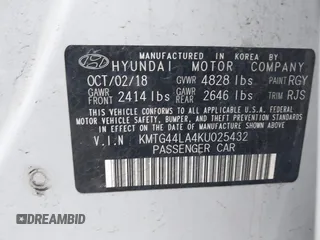 MANUFACTURED IN KOREA BY
HYUNDAI MOTOR COMPANY
OCT/02/18 GVWR 4828 lbs PAINT RGY
GAWR FRONT 2414 lbs GAWR REAR 2646 lbs TRIM RJS
THIS VEHICLE CONFORMS TO ALL APPLICABLE
U.S.A. FEDERAL MOTOR VEHICLE SAFETY, BUMPER,
AND THEFT PREVENTION STANDARDS IN EFFECT ON
THE DATE OF MANUFACTURE SHOWN ABOVE.
V.I.N KMTG44LA4KU025432
PASSENGER CAR
DREAMBID
dreambid.com